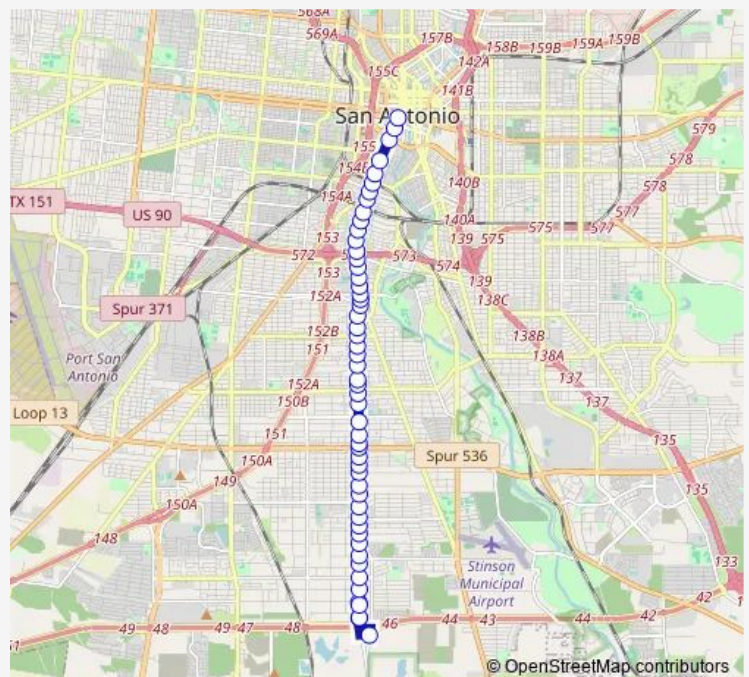 568A
569A
157B
158B
159B
159A
159B
155C
142A
141B
San Antonio
579
155
578
154B
578
140B
TX 151
154A
577
US 90
140A
575
577
153
139
575
572
573
574
153
139
152A
138C
Spur 371
152B
138B
151
138A
Port San
Antonio
137
152A
137
150B
Loop 13
151
135
150A
Spur 536
149
135
150A
148
Stinson
Municipal
Airport
133
42
49
48
49
47
48
46
44
43
44
42
© OpenStreetMap contributors